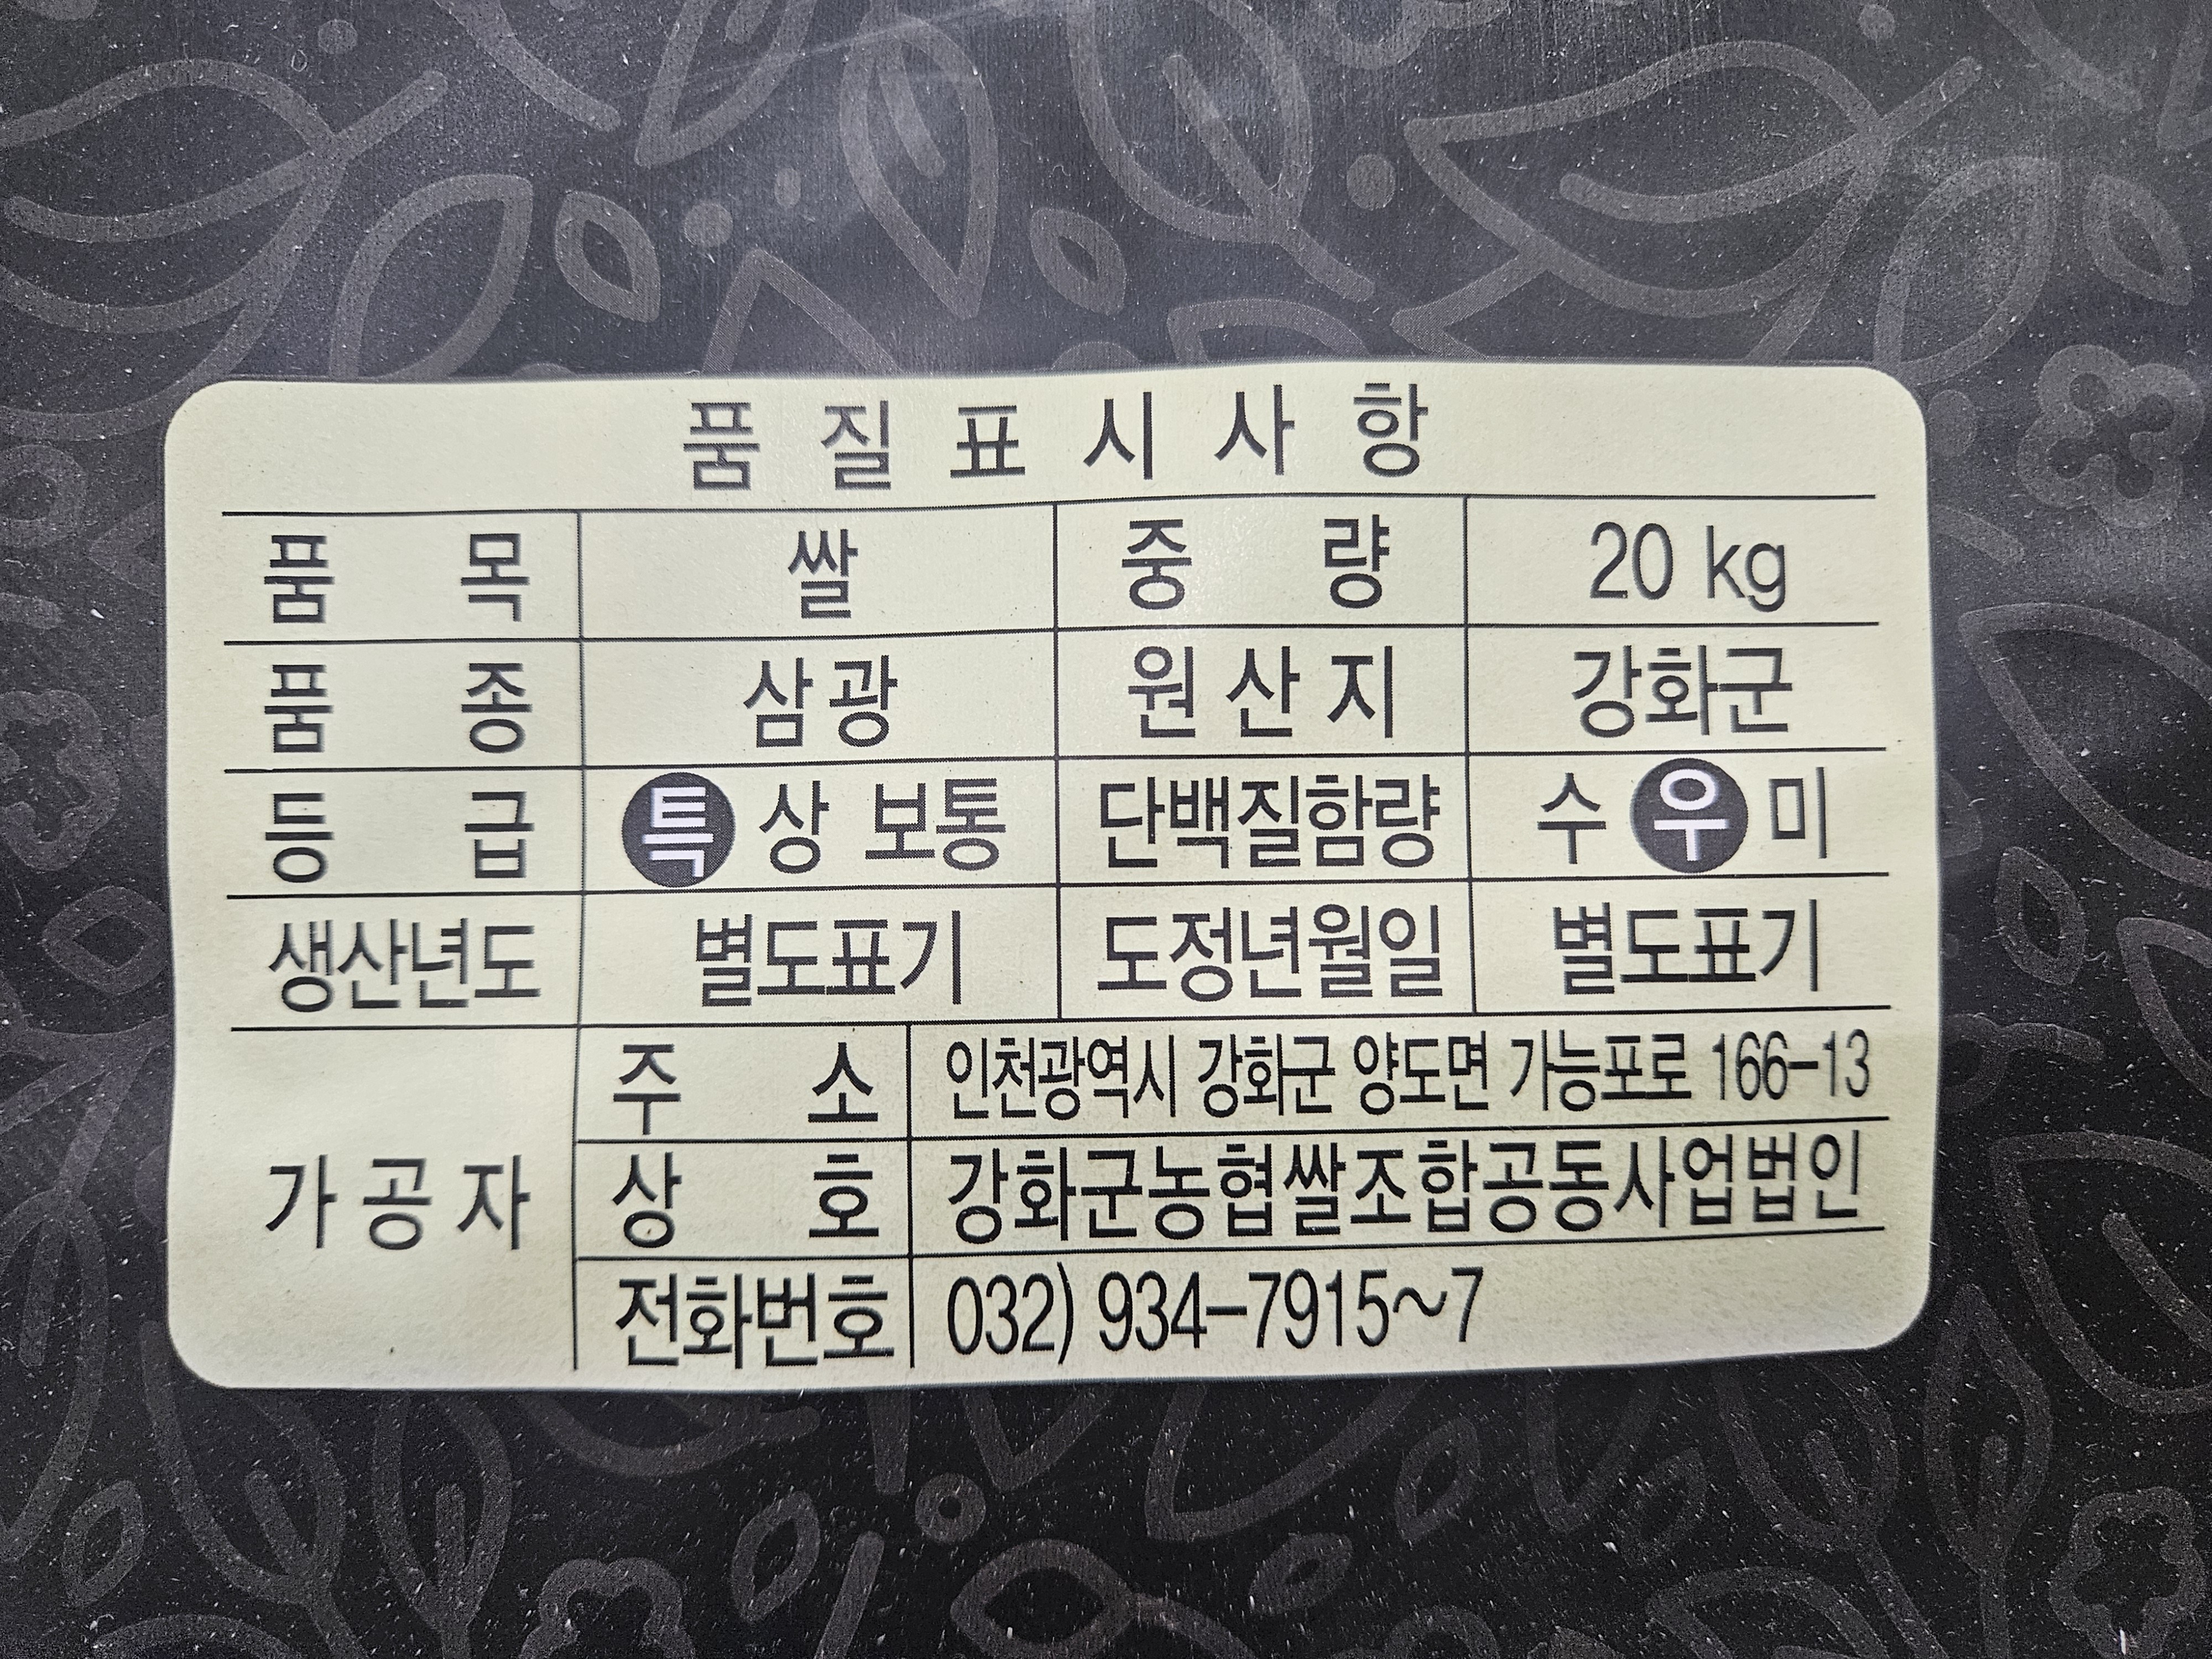 품질표시사항
품목 쌀 중량 20 kg
품종 삼광 원산지 강화군
등급 특 상 보통 단백질함량 수 우 미
생산년도 별도표기 도정년월일 별도표기
가공자 주소 인천광역시 강화군 양도면 가능포로 166-13
상호 강화군농협쌀조합공동사업법인
전화번호 032) 934-7915~7